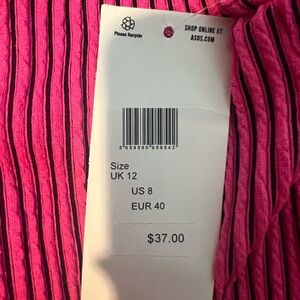 Please Recycle
SHOP ONLINE AT
ASOS.COM
Size
UK 12
US 8
EUR 40
$37.00